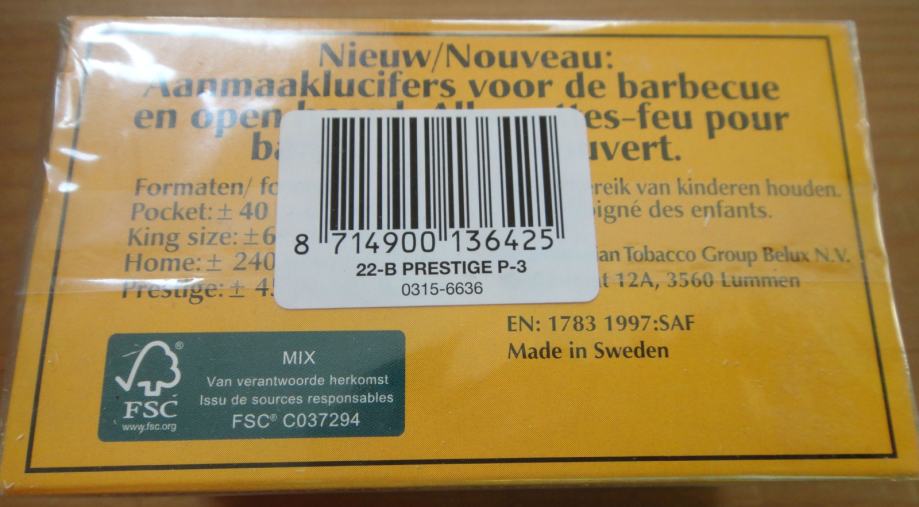 Nieuw/Nouveau:
Aanmaaklucifers voor de barbecue
en open pour
uvert.
Formaten/ ereik van kinderen houden.
Pocket: ± 40 oigné des enfants.
King size: ±6
Home: ± 240 an Tobacco Group Belux N.V.
Prestige: ± 4 t 12A, 3560 Lummen
8 714900 136425
22-B PRESTIGE P-3
0315-6636
EN: 1783 1997:SAF
Made in Sweden
MIX
Van verantwoorde herkomst
Issu de sources responsables
FSC® C037294
®
FSC
www.fsc.org